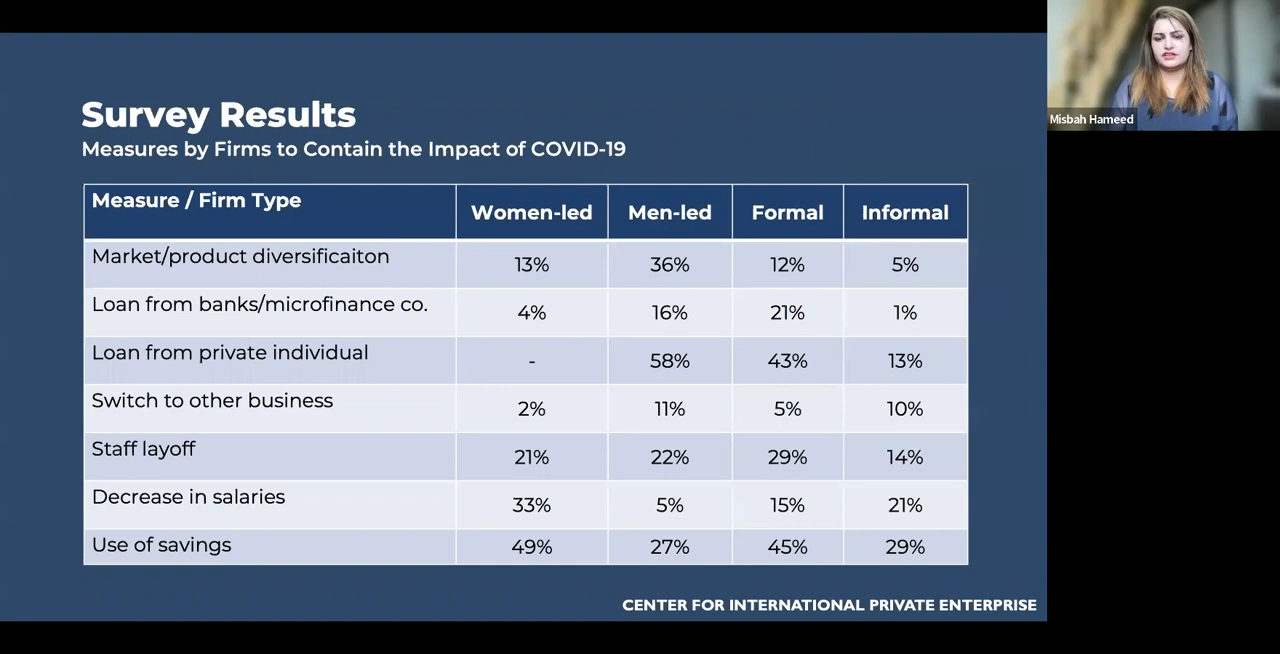 Survey Results
Measures by Firms to Contain the Impact of COVID-19
Measure / Firm Type Women-led Men-led Formal Informal
Market/product diversificaiton 13% 36% 12% 5%
Loan from banks/microfinance co. 4% 16% 21% 1%
Loan from private individual - 58% 43% 13%
Switch to other business 2% 11% 5% 10%
Staff layoff 21% 22% 29% 14%
Decrease in salaries 33% 5% 15% 21%
Use of savings 49% 27% 45% 29%
CENTER FOR INTERNATIONAL PRIVATE ENTERPRISE
Misbah Hameed